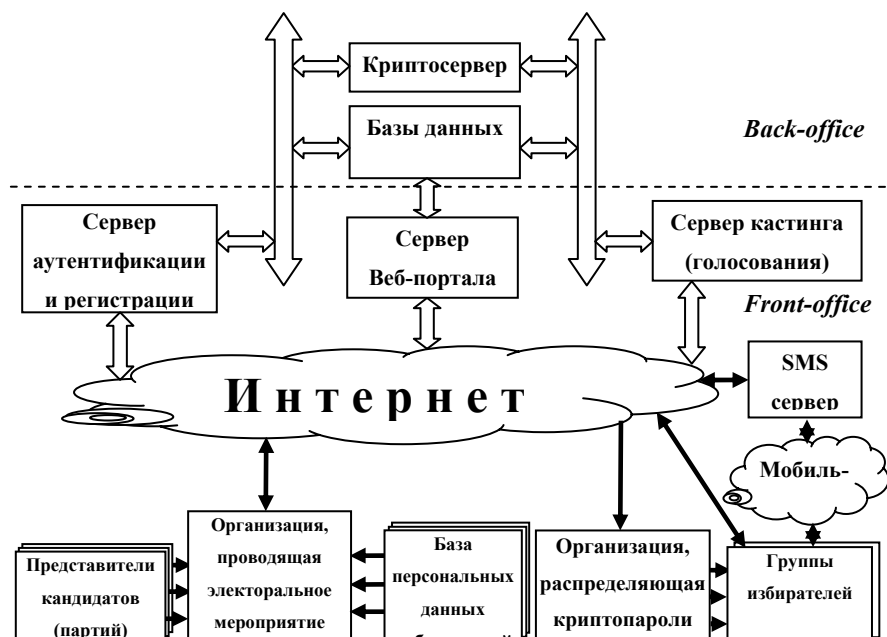 Криптосервер
Базы данных
Back-office
Сервер
аутентификации
и регистрации
Сервер
Веб-портала
Сервер кастинга
(голосования)
Front-office
Интернет
SMS
сервер
Мобиль-
Представители
кандидатов
(партий)
Организация,
проводящая
электоральное
мероприятие
База
персональных
данных
Организация,
распределяющая
криптопароли
Группы
избирателей